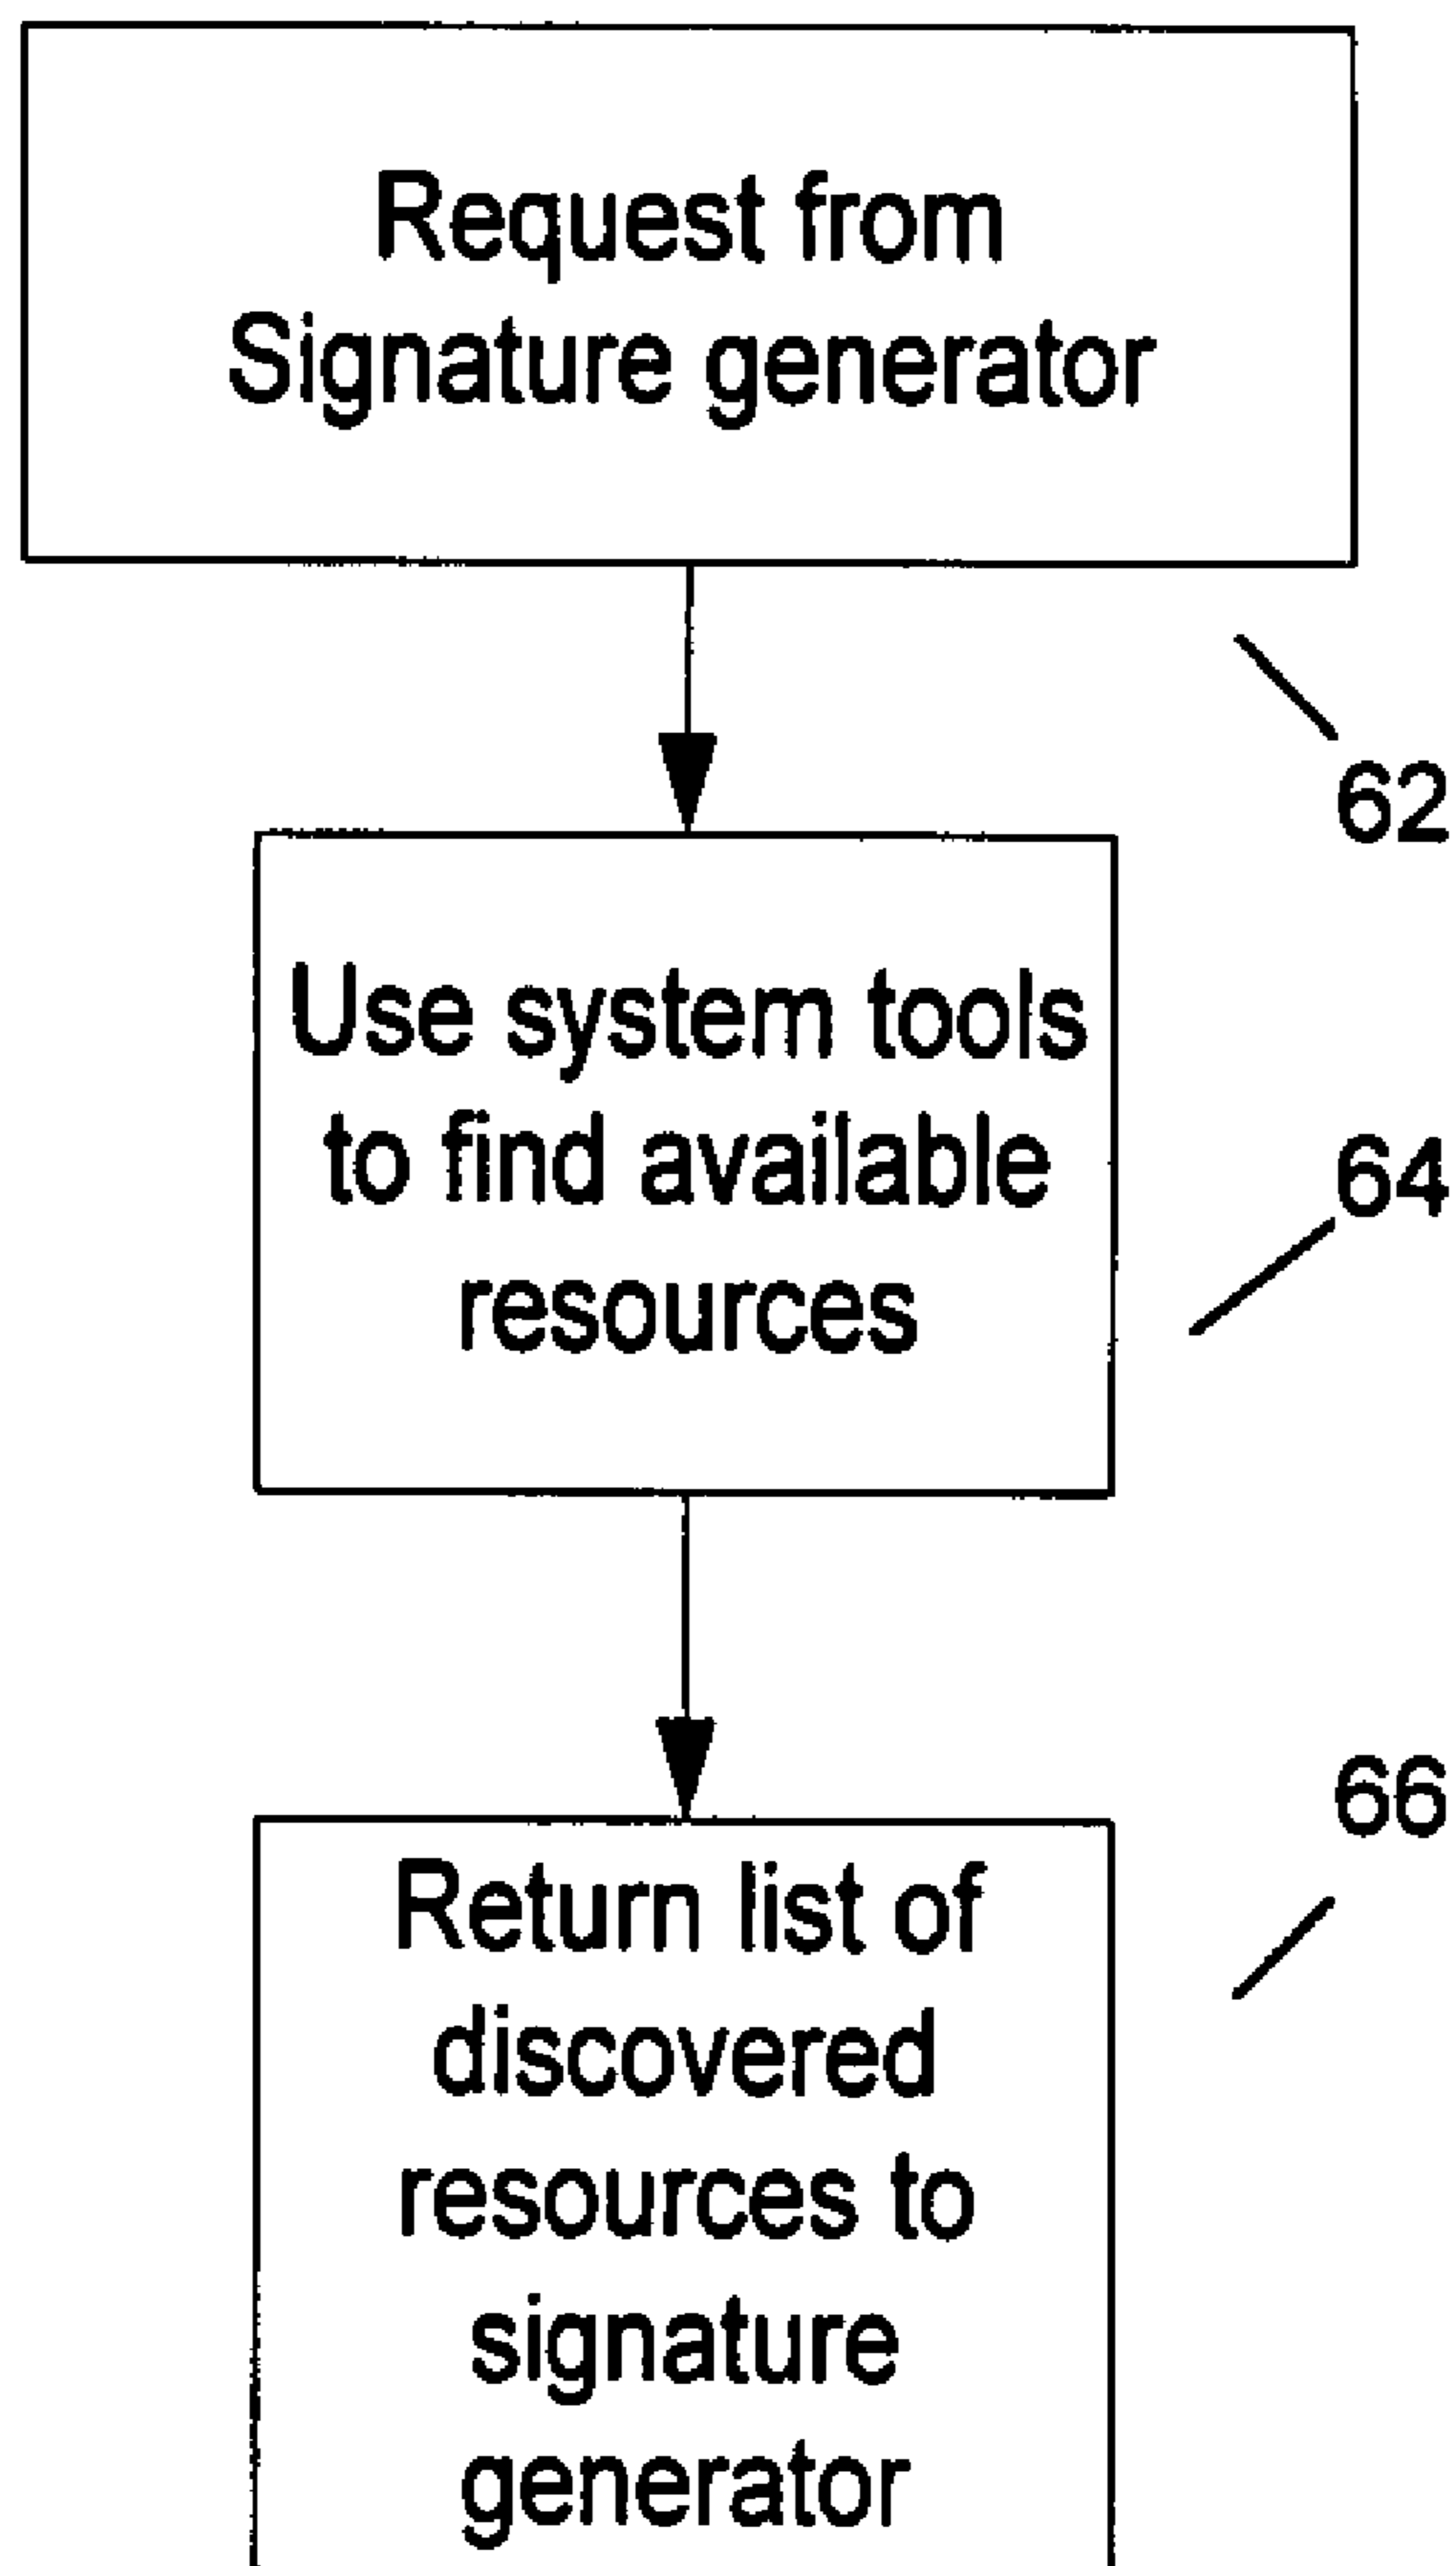 Request from
Signature generator
62
Use system tools
to find available
resources
64
66
Return list of
discovered
resources to
signature
generator